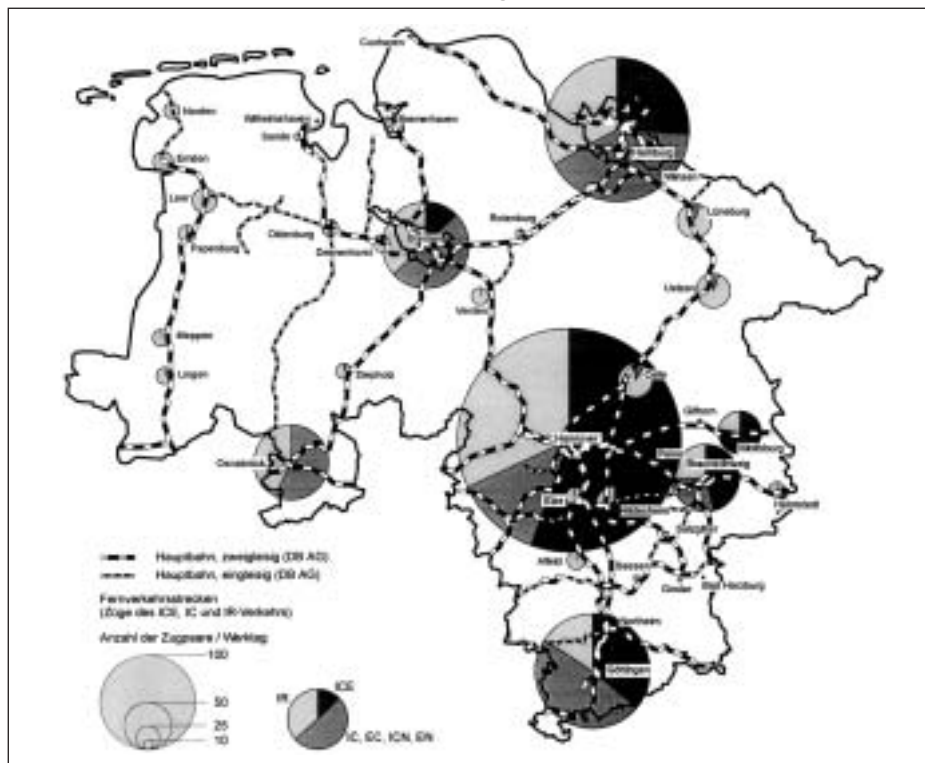 Cuxhaven
Norden
Wilhelmshaven
Sande
Bremerhaven
Emden
Hamburg
Winsen
Leer
Lüneburg
Rotenburg
Oldenburg
Papenburg
Delmenhorst
Uelzen
Verden
Meppen
Lingen
Diepholz
Celle
Gifhorn
Hannover
Wolfsburg
Braunschweig
Osnabrück
Elze
Hildesheim
Helmstedt
Salzgitter
Alfeld
Seesen
Goslar
Bad Harzburg
Northeim
Göttingen
Hauptbahn, zweigleisig (DB AG)
Hauptbahn, eingleisig (DB AG)
Fernverkehrsstrecken
(Züge des ICE, IC und IR-Verkehrs)
Anzahl der Zugpaare / Werktag
100
50
25
10
IR
ICE
IC, EC, ICN, EN